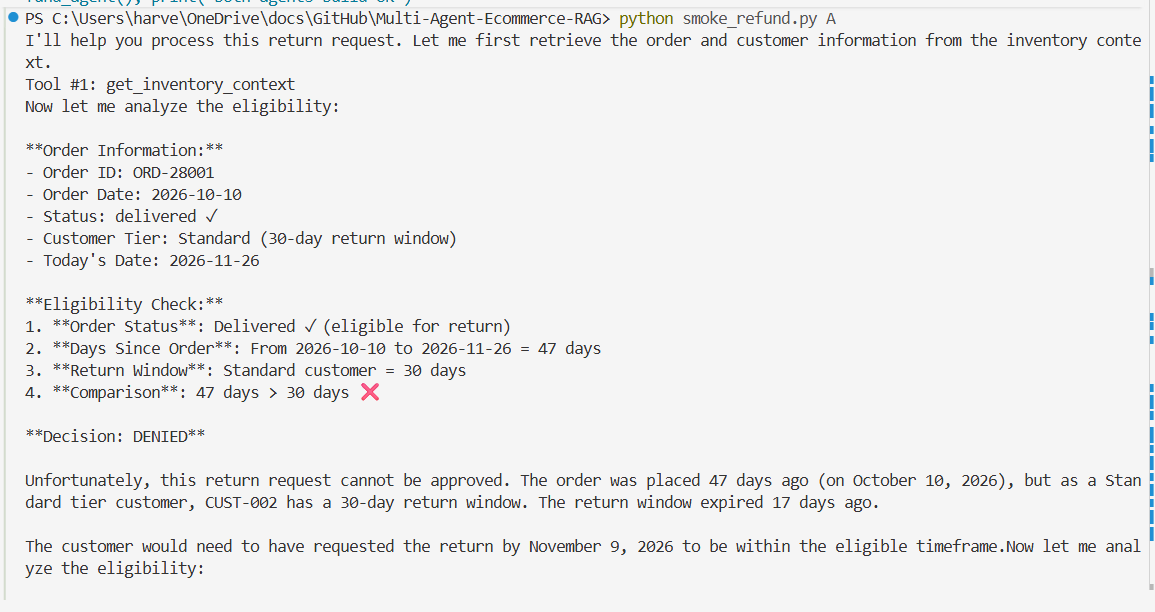 PS C:\Users\harve\OneDrive\docs\GitHub\Multi-Agent-Ecommerce-RAG> python smoke_refund.py A
I'll help you process this return request. Let me first retrieve the order and customer information from the inventory conte
xt.
Tool #1: get_inventory_context
Now let me analyze the eligibility:
**Order Information:**
- Order ID: ORD-28001
- Order Date: 2026-10-10
- Status: delivered ✓
- Customer Tier: Standard (30-day return window)
- Today's Date: 2026-11-26
**Eligibility Check:**
1. **Order Status**: Delivered ✓ (eligible for return)
2. **Days Since Order**: From 2026-10-10 to 2026-11-26 = 47 days
3. **Return Window**: Standard customer = 30 days
4. **Comparison**: 47 days > 30 days ❌
**Decision: DENIED**
Unfortunately, this return request cannot be approved. The order was placed 47 days ago (on October 10, 2026), but as a Stan
dard tier customer, CUST-002 has a 30-day return window. The return window expired 17 days ago.
The customer would need to have requested the return by November 9, 2026 to be within the eligible timeframe.Now let me anal
yze the eligibility: